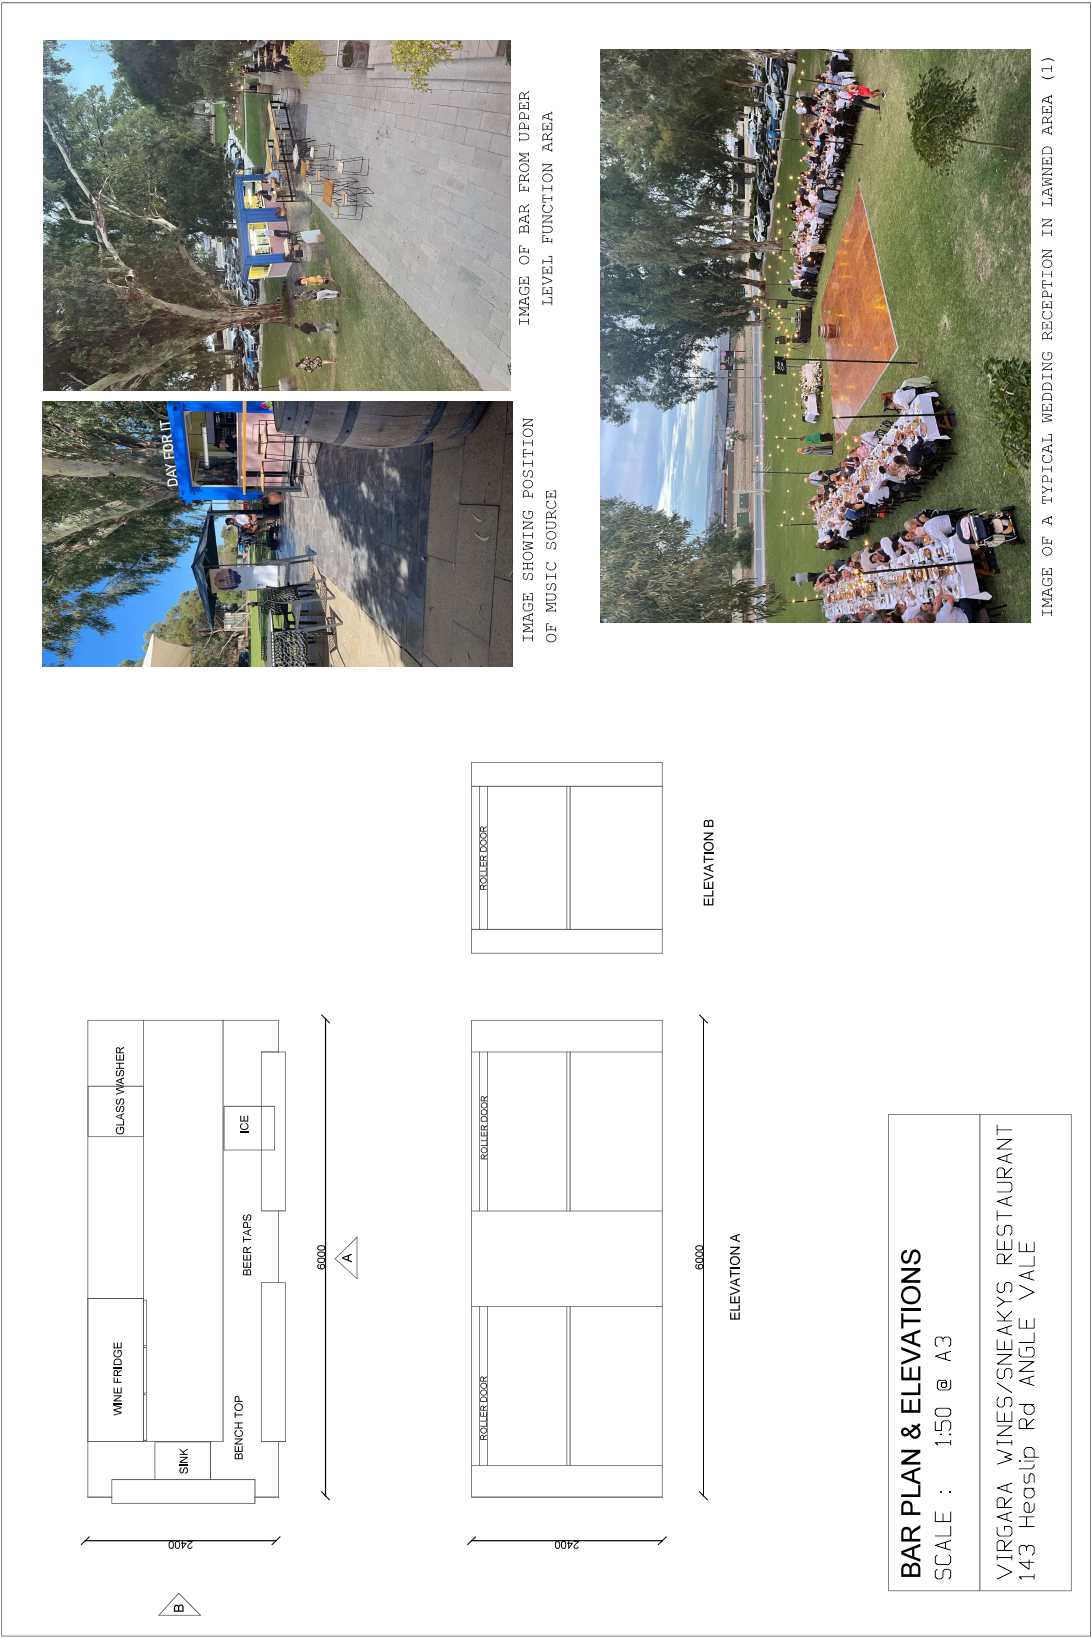 GLASS WASHER
WINE FRIDGE
ICE
BEER TAPS
BENCH TOP
SINK
2400
6000
A
B
ROLLER DOOR
ROLLER DOOR
2400
6000
ELEVATION A
ROLLER DOOR
ELEVATION B
DAY FOR IT
IMAGE SHOWING POSITION
OF MUSIC SOURCE
IMAGE OF BAR FROM UPPER
LEVEL FUNCTION AREA
IMAGE OF A TYPICAL WEDDING RECEPTION IN LAWNED AREA (1)
BAR PLAN & ELEVATIONS
SCALE : 1:50 @ A3
VIRGARA WINES/SNEAKYS RESTAURANT
143 Heaslip Rd ANGLE VALE